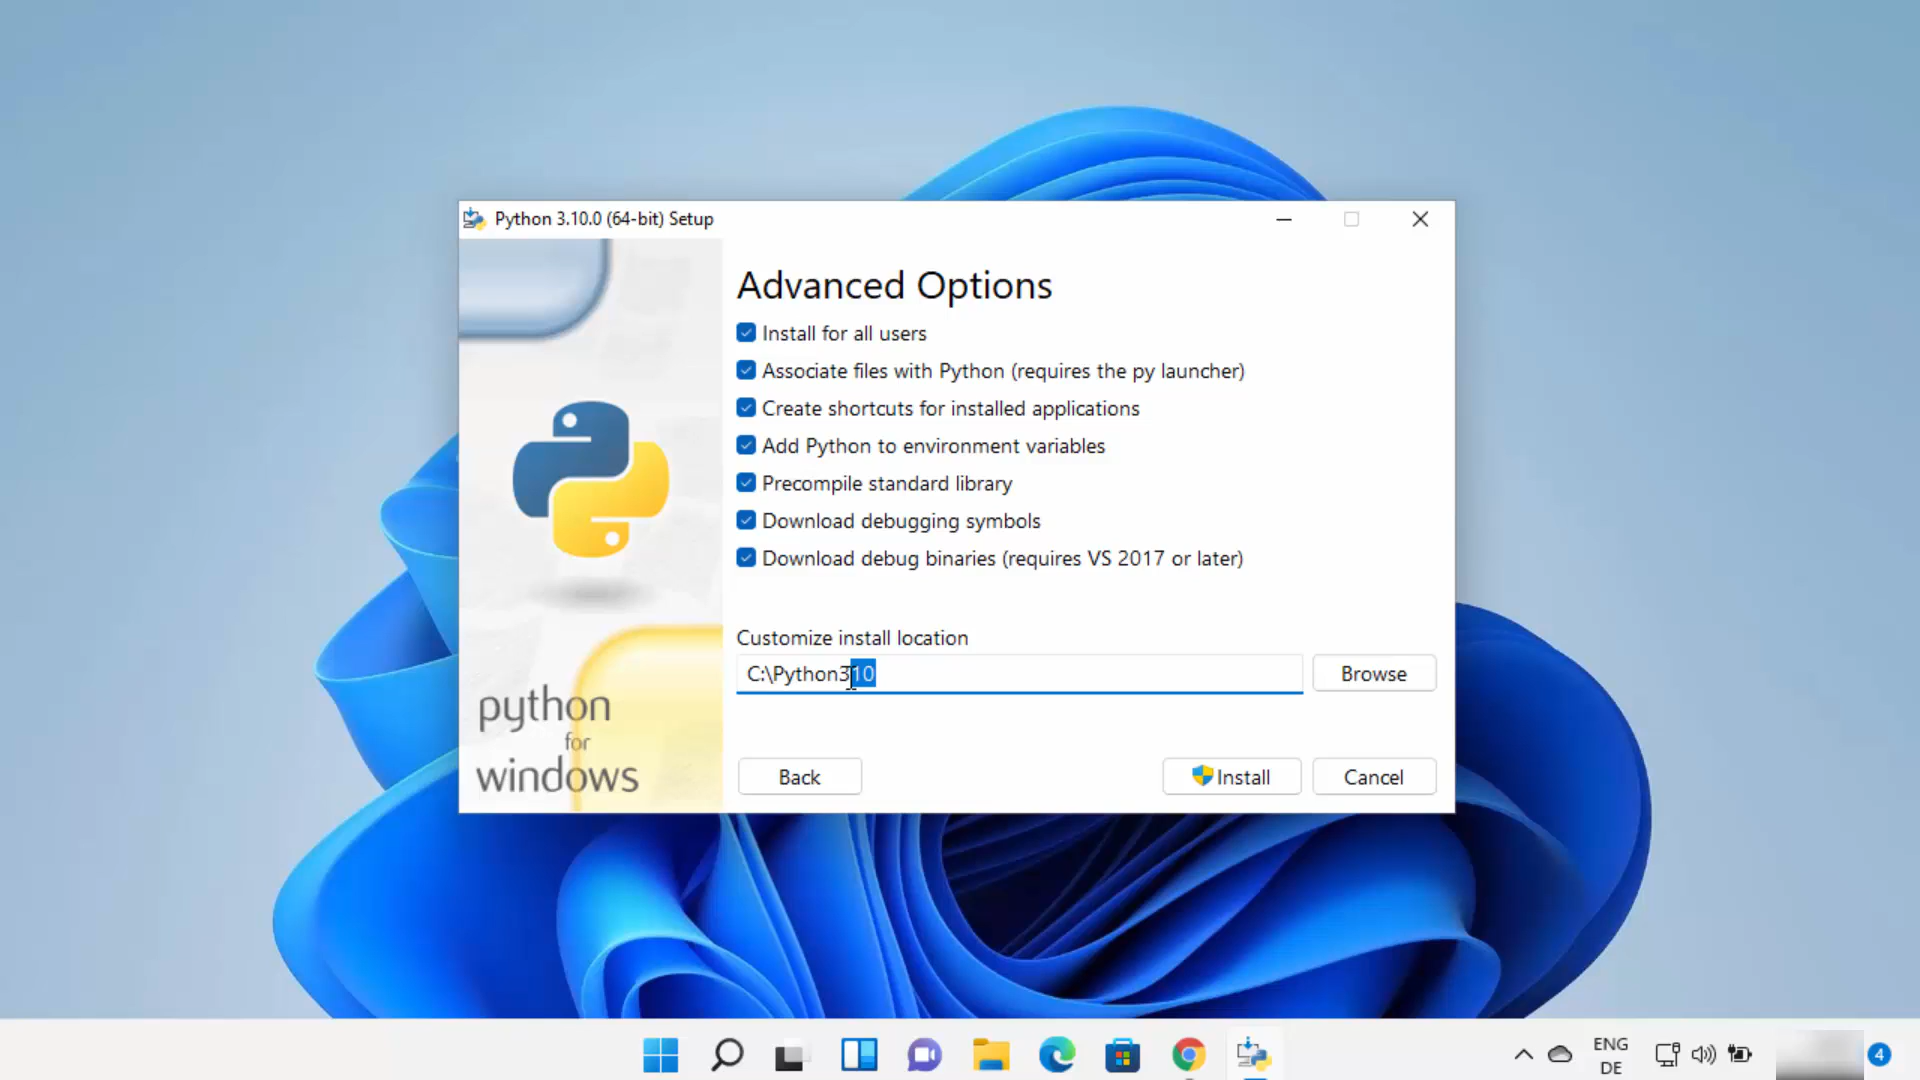 Python 3.10.0 (64-bit) Setup
Advanced Options
Install for all users
Associate files with Python (requires the py launcher)
Create shortcuts for installed applications
Add Python to environment variables
Precompile standard library
Download debugging symbols
Download debug binaries (requires VS 2017 or later)
Customize install location
C:\Python310
Browse
python
for
windows
Back
Install
Cancel
ENG
DE
4